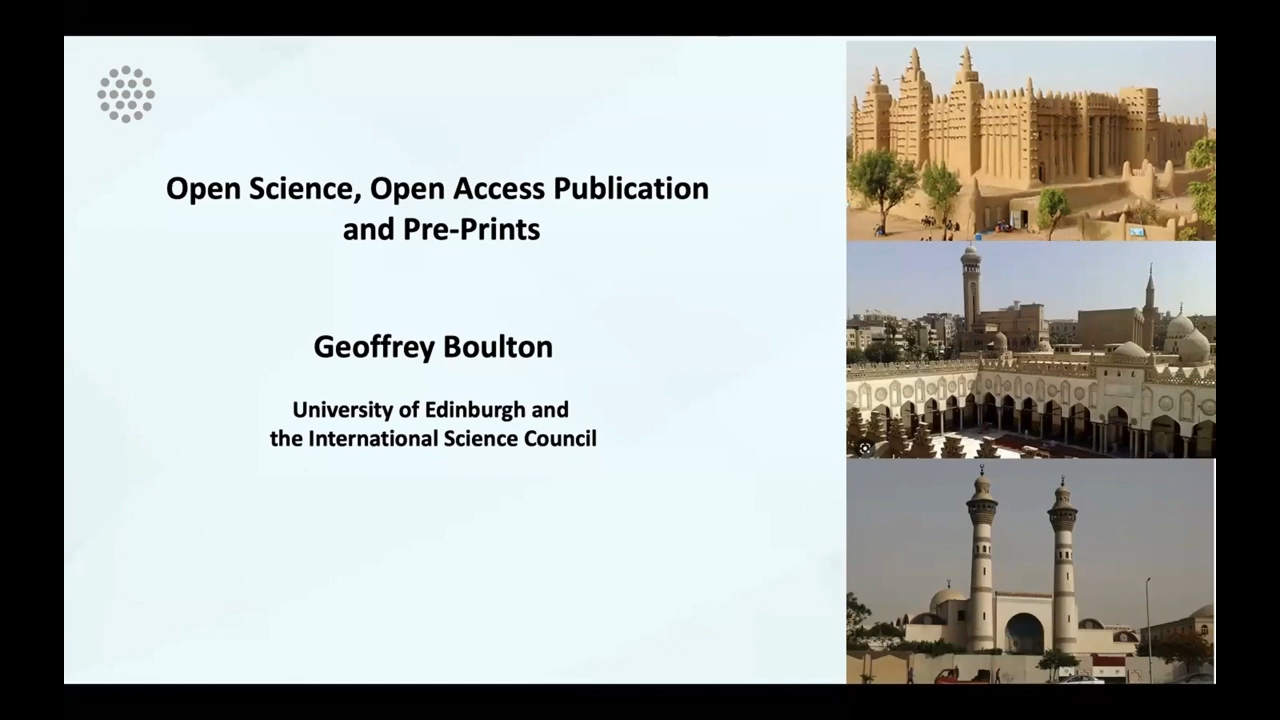 Open Science, Open Access Publication
and Pre-Prints
Geoffrey Boulton
University of Edinburgh and
the International Science Council